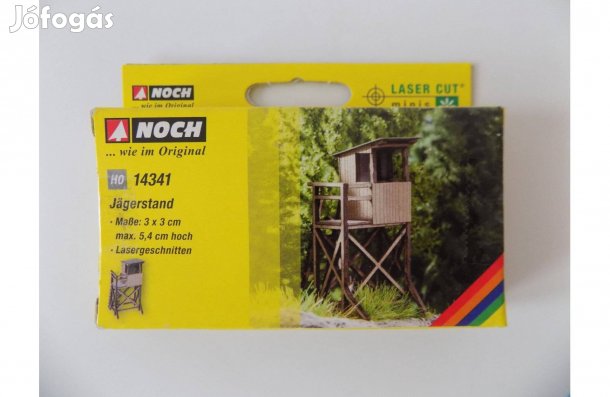 Jófogás
NOCH
... wie im Original
LASER CUT
minis
NOCH
... wie im Original
H0 14341
Jägerstand
• Maße: 3 x 3 cm
max. 5,4 cm hoch
• Lasergeschnitten